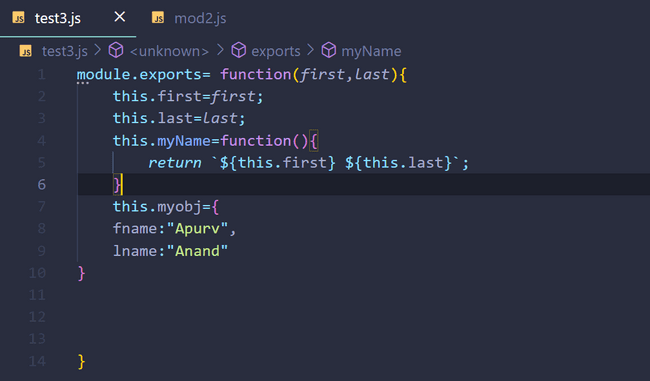 JS test3.js × JS mod2.js
JS test3.js > <unknown> > exports > myName
1 module.exports= function(first,last){
2 this.first=first;
3 this.last=last;
4 this.myName=function(){
5 return `${this.first} ${this.last}`;
6 }
7 this.myobj={
8 fname:"Apurv",
9 lname:"Anand"
10 }
11
12
13
14 }